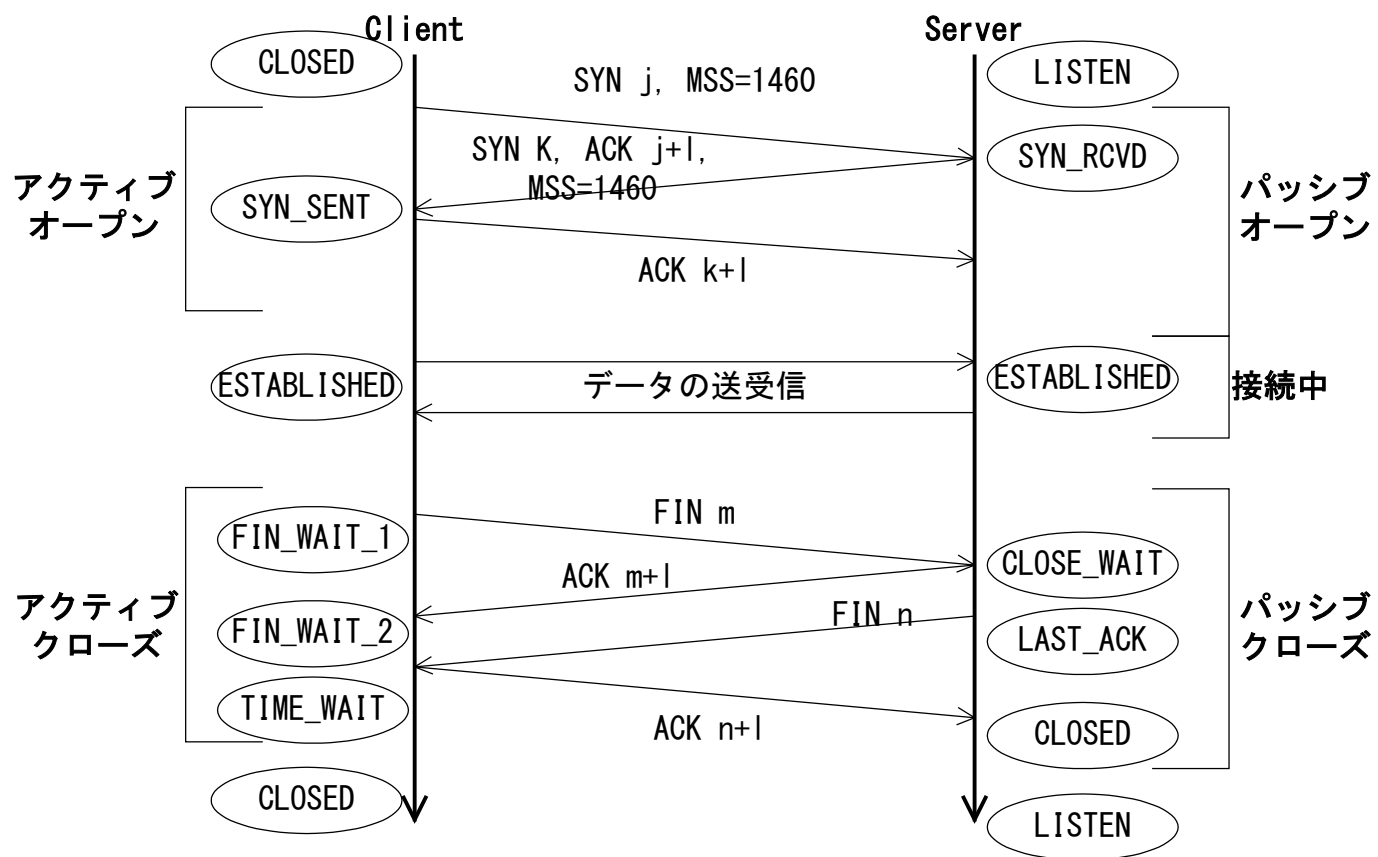 Client
Server
CLOSED
LISTEN
SYN j, MSS=1460
SYN K, ACK j+l,
MSS=1460
SYN_RCVD
アクティブ
オープン
SYN_SENT
パッシブ
オープン
ACK k+l
ESTABLISHED
データの送受信
ESTABLISHED
接続中
FIN m
FIN_WAIT_1
CLOSE_WAIT
ACK m+l
アクティブ
クローズ
FIN n
パッシブ
クローズ
FIN_WAIT_2
LAST_ACK
TIME_WAIT
ACK n+l
CLOSED
CLOSED
LISTEN